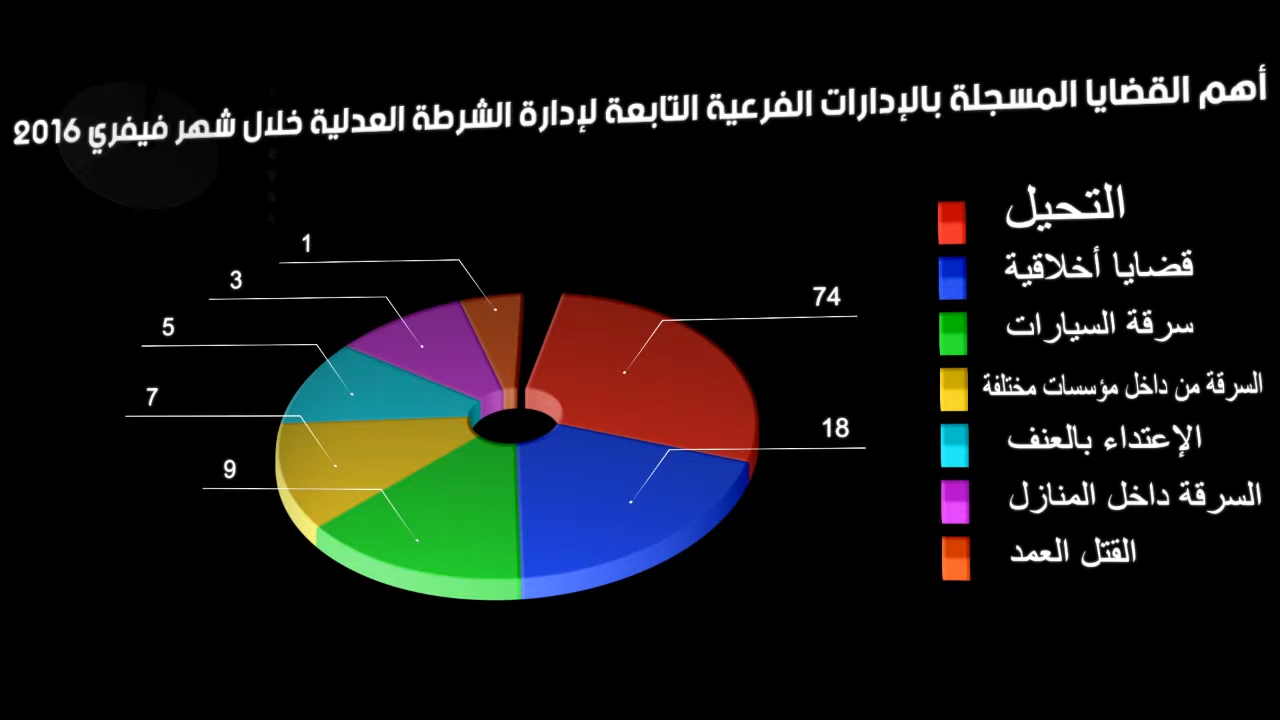 أهم القضايا المسجلة بالإدارات الفرعية التابعة لإدارة الشرطة العدلية خلال شهر فيفري 2016
التحيل
قضايا أخلاقية
سرقة السيارات
السرقة من داخل مؤسسات مختلفة
الإعتداء بالعنف
السرقة داخل المنازل
القتل العمد
74
18
9
7
5
3
1